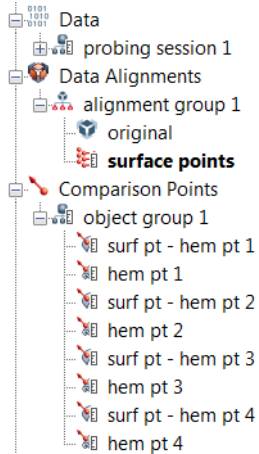 Data
probing session 1
Data Alignments
alignment group 1
original
surface points
Comparison Points
object group 1
surf pt - hem pt 1
hem pt 1
surf pt - hem pt 2
hem pt 2
surf pt - hem pt 3
hem pt 3
surf pt - hem pt 4
hem pt 4